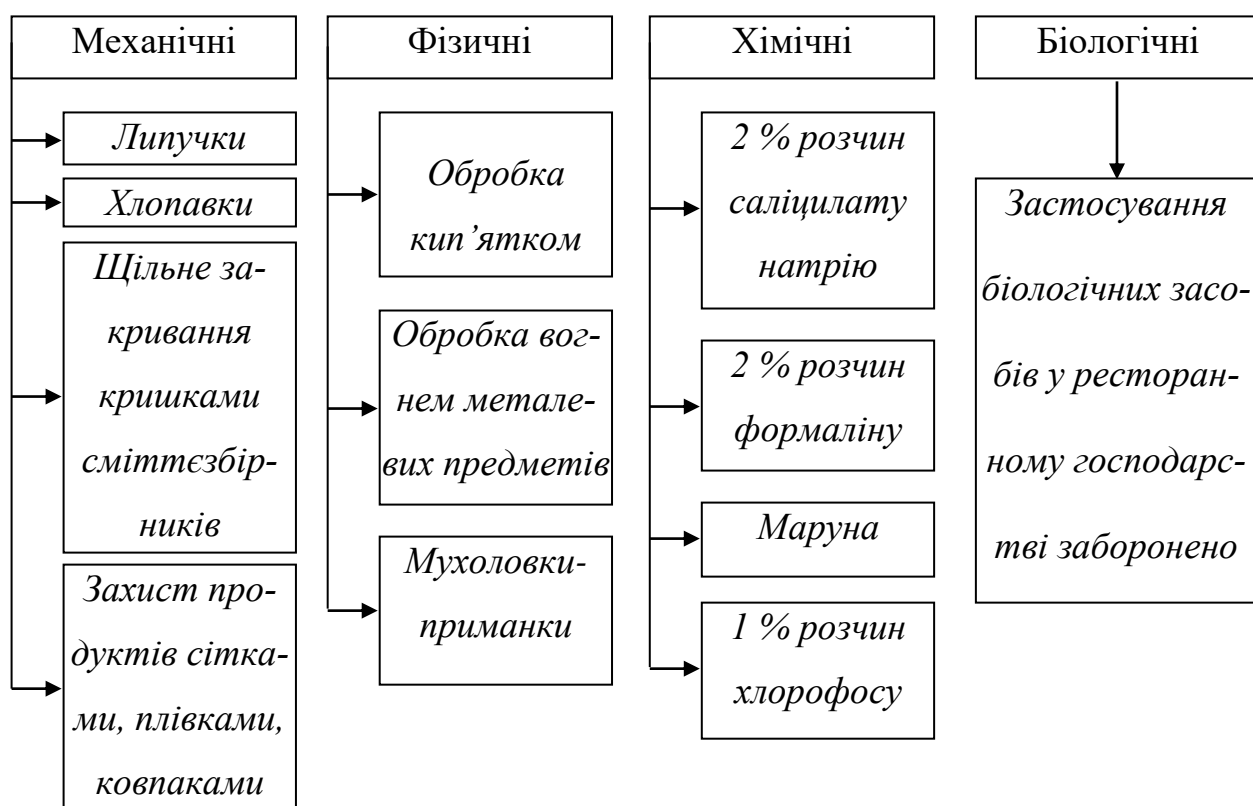 Механічні
Липучки
Хлопавки
Щільне за-
кривання
кришками
сміттєзбір-
ників
Захист про-
дуктів сітка-
ми, плівками,
ковпаками
Фізичні
Обробка
кип’ятком
Обробка вог-
нем метале-
вих предметів
Мухоловки-
приманки
Хімічні
2 % розчин
саліцилату
натрію
2 % розчин
формаліну
Маруна
1 % розчин
хлорофосу
Біологічні
Застосування
біологічних засо-
бів у ресторан-
ному господарс-
тві заборонено